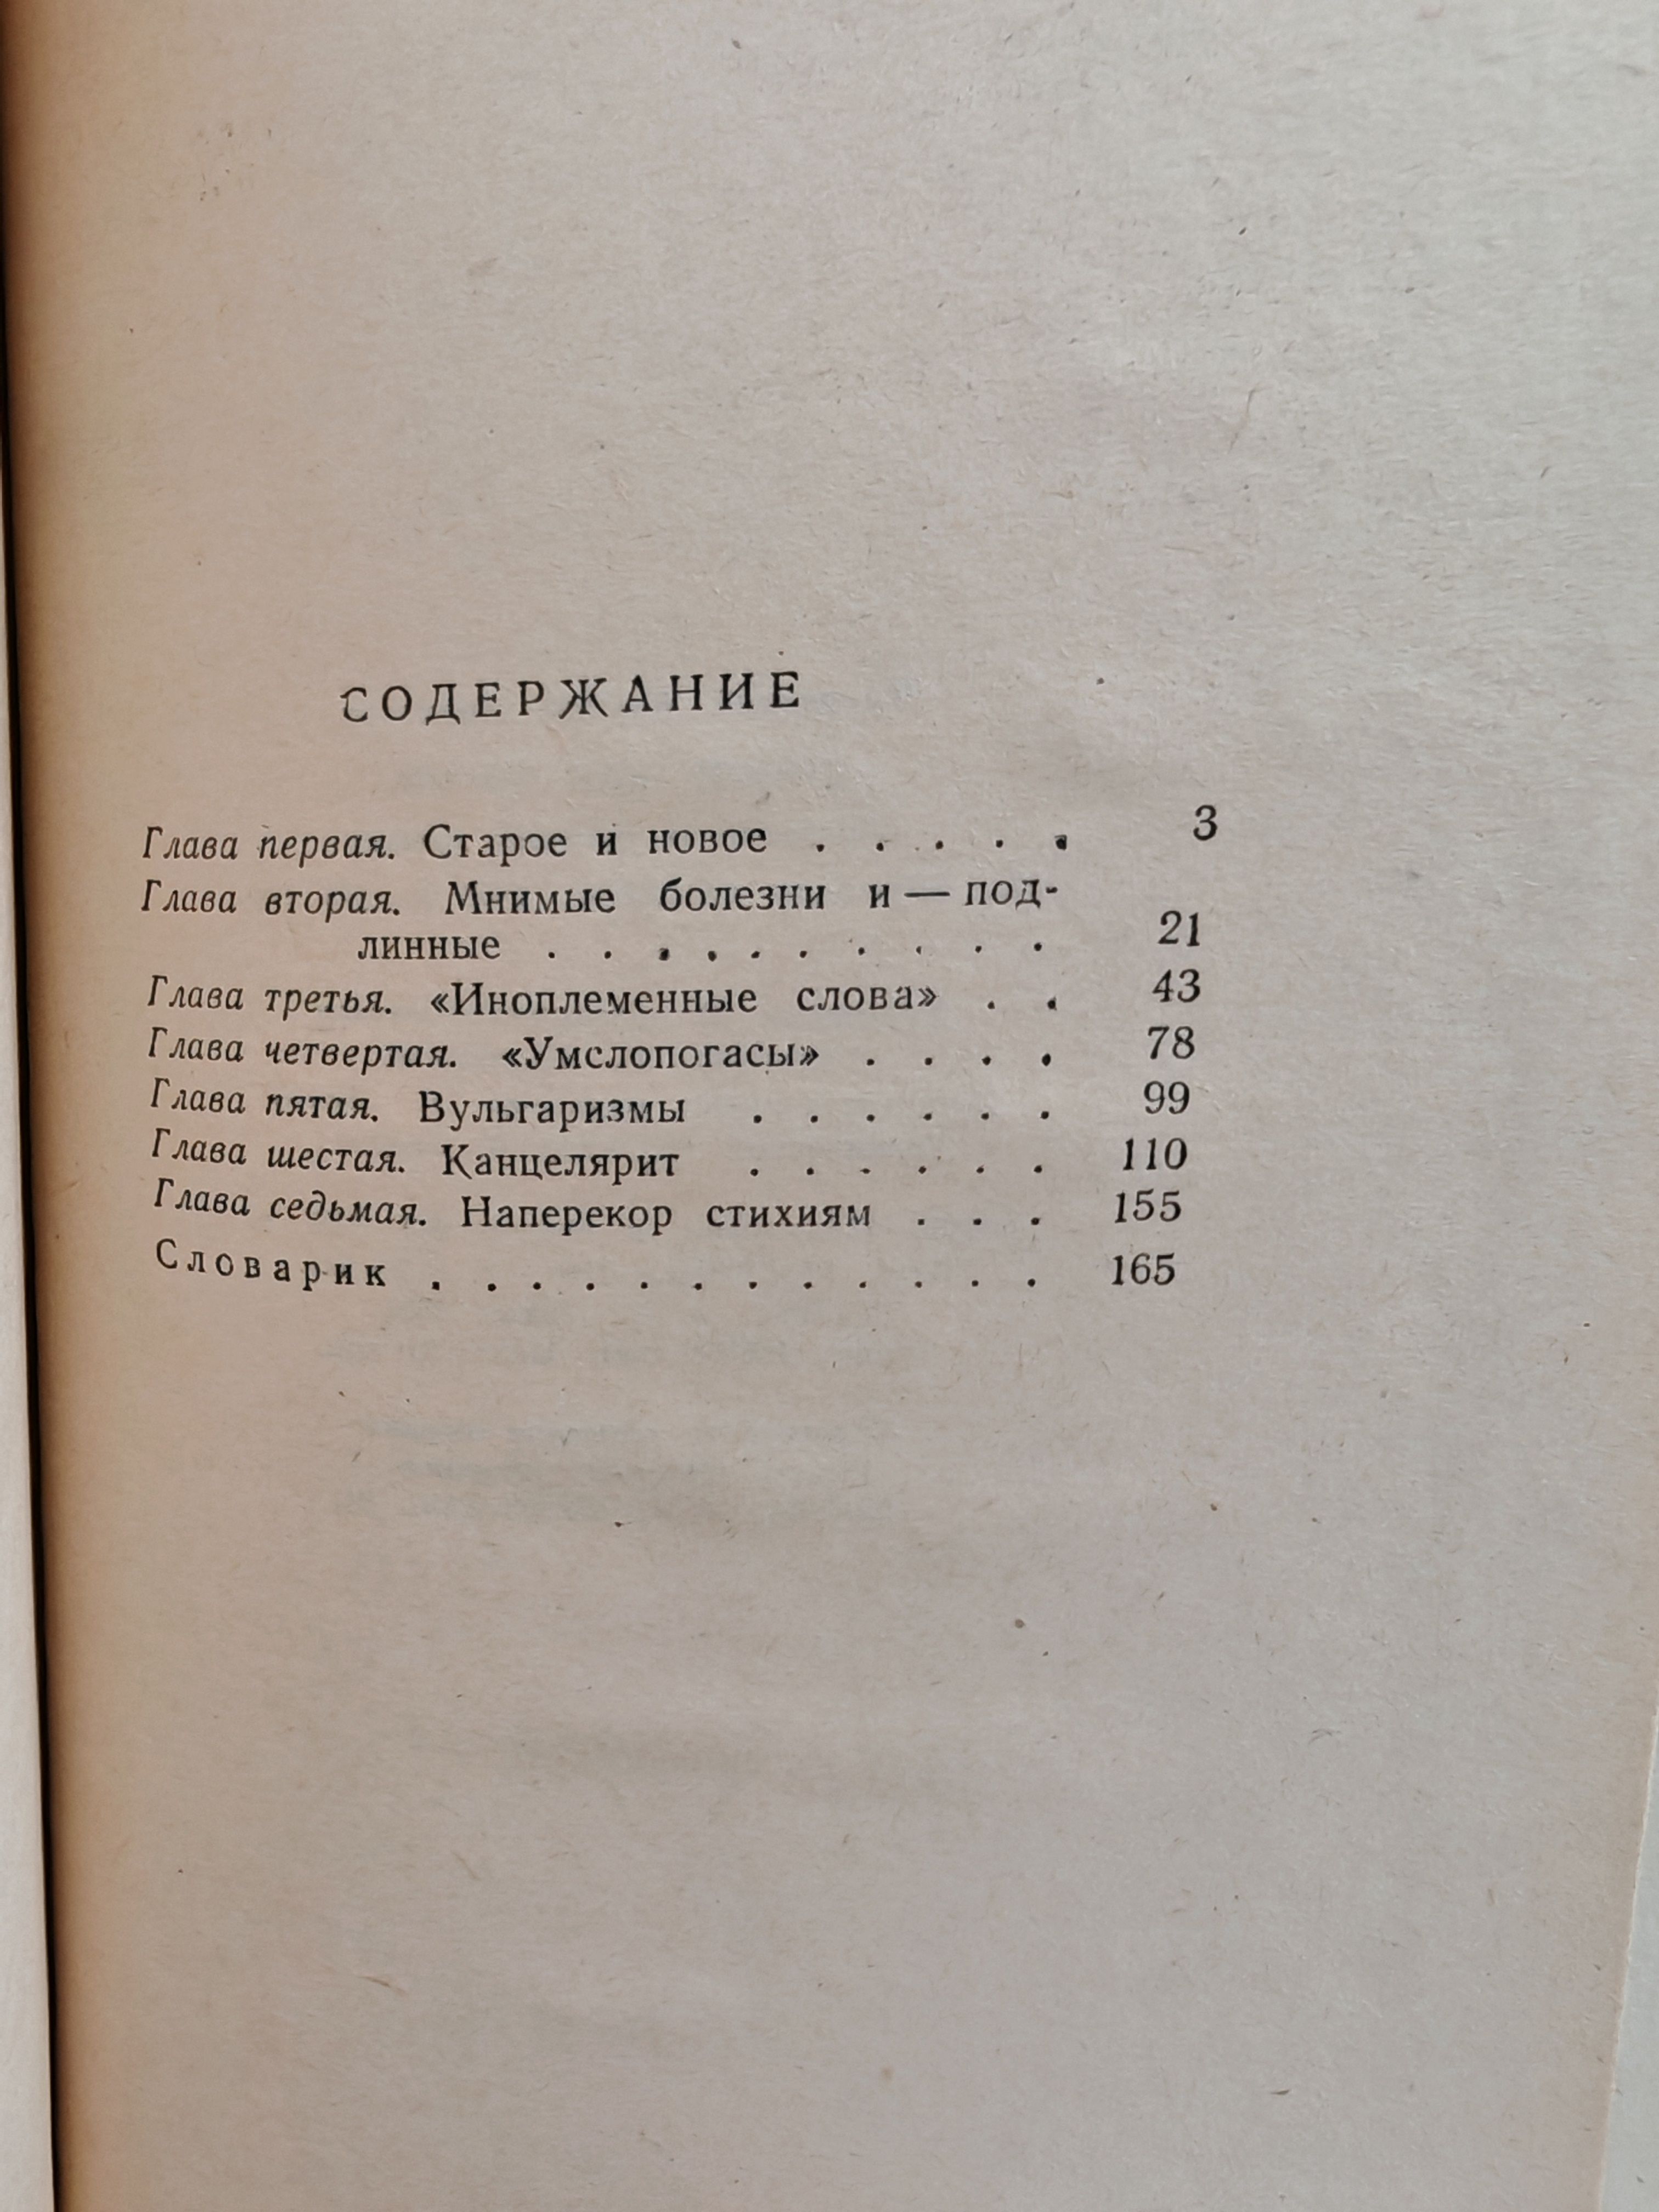 СОДЕРЖАНИЕ
Глава первая. Старое и новое . . . . . 3
Глава вторая. Мнимые болезни и — под-
линные . . . . . . . . . . 21
Глава третья. «Иноплеменные слова» . . 43
Глава четвертая. «Умслопогасы» . . . . 78
Глава пятая. Вульгаризмы . . . . . . 99
Глава шестая. Канцелярит . . . . . . 110
Глава седьмая. Наперекор стихиям . . . 155
Словарик . . . . . . . . . . . . 165